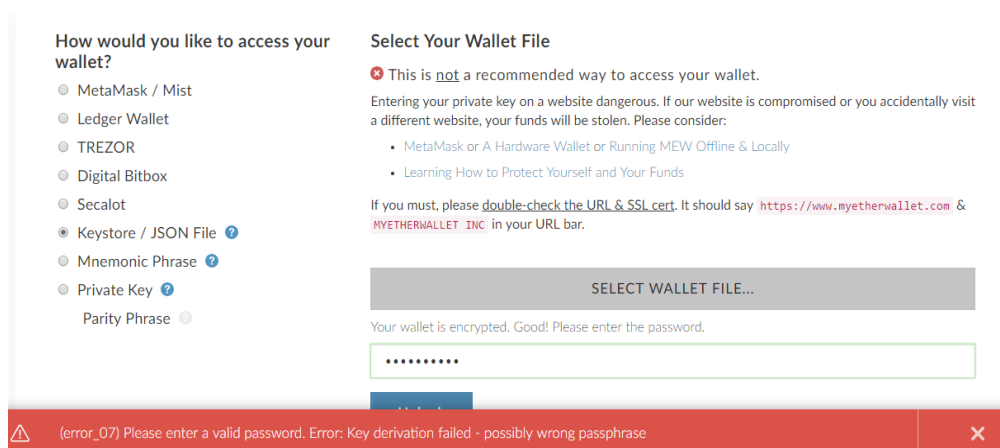 How would you like to access your
wallet?
MetaMask / Mist
Ledger Wallet
TREZOR
Digital Bitbox
Secalot
Keystore / JSON File ?
Mnemonic Phrase ?
Private Key ?
Parity Phrase
Select Your Wallet File
This is not a recommended way to access your wallet.
Entering your private key on a website dangerous. If our website is compromised or you accidentally visit
a different website, your funds will be stolen. Please consider:
• MetaMask or A Hardware Wallet or Running MEW Offline & Locally
• Learning How to Protect Yourself and Your Funds
If you must, please double-check the URL & SSL cert. It should say https://www.myetherwallet.com &
MYETHERWALLET INC in your URL bar.
SELECT WALLET FILE...
Your wallet is encrypted. Good! Please enter the password.
(error_07) Please enter a valid password. Error: Key derivation failed - possibly wrong passphrase